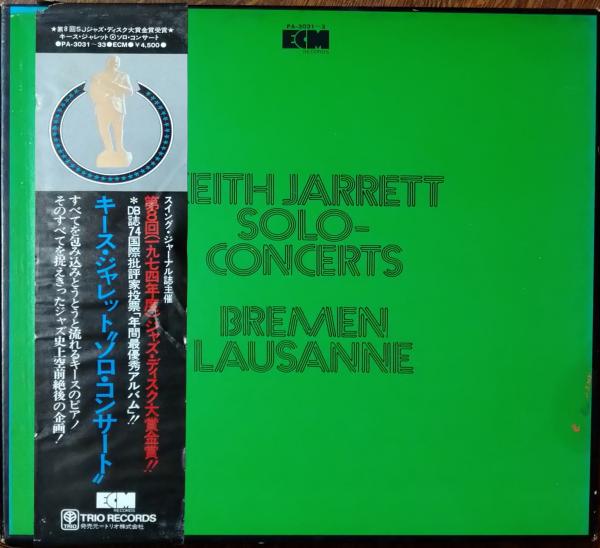 ★第8回SJジャズ・ディスク大賞金賞受賞★
キース・ジャレット⦿ソロ・コンサート
●PA-3031〜33●ECM●¥4,500●
スイング・ジャーナル誌主催
第8回(一九七四年度)ジャズ・ディスク大賞金賞!!
＊DB誌74国際批評家投票「年間最優秀アルバム」!!
キース・ジャレット"ソロ・コンサート"
すべてを包み込みとうとうと流れるキースのピアノ
そのすべてを捉えきったジャズ史上空前絶後の企画!
ECM
RECORDS
TRIO
TRIO RECORDS
発売元―トリオ株式会社
PA-3031〜3
ECM
RECORDS
EITH JARRETT
SOLO-
CONCERTS
BREMEN
LAUSANNE